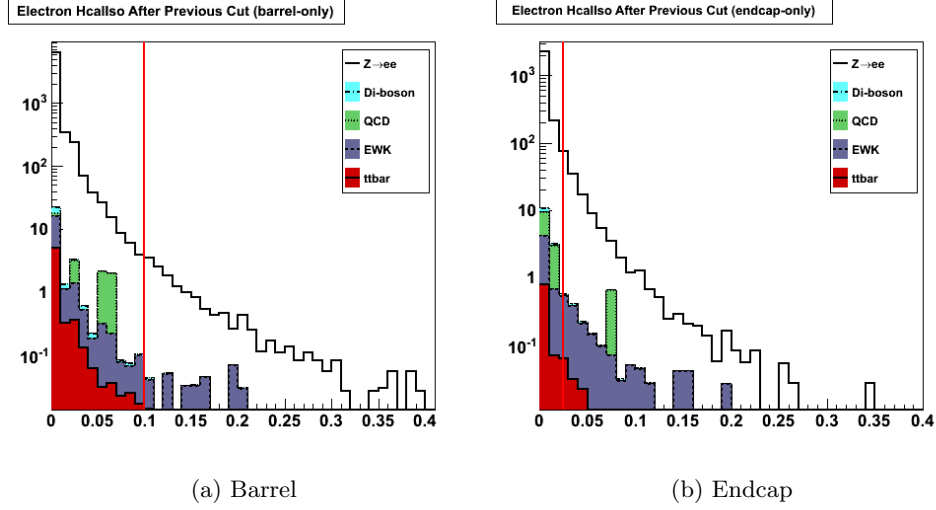 Electron HcalIso After Previous Cut (barrel-only)
Z→ee
Di-boson
QCD
EWK
ttbar
10³
10²
10
1
10⁻¹
0 0.05 0.1 0.15 0.2 0.25 0.3 0.35 0.4
(a) Barrel
Electron HcalIso After Previous Cut (endcap-only)
Z→ee
Di-boson
QCD
EWK
ttbar
10³
10²
10
1
10⁻¹
0 0.05 0.1 0.15 0.2 0.25 0.3 0.35 0.4
(b) Endcap